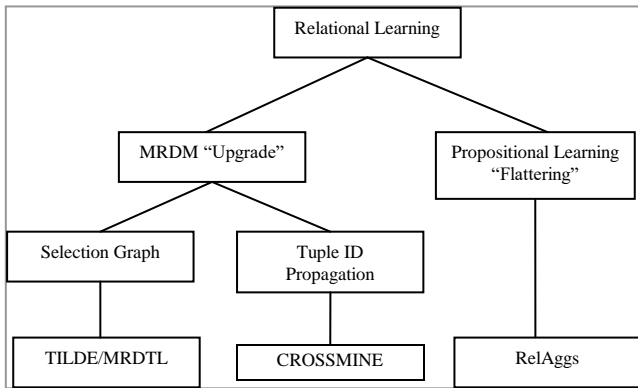 Relational Learning
MRDM “Upgrade”
Propositional Learning
“Flattering”
Selection Graph
Tuple ID
Propagation
TILDE/MRDTL
CROSSMINE
RelAggs